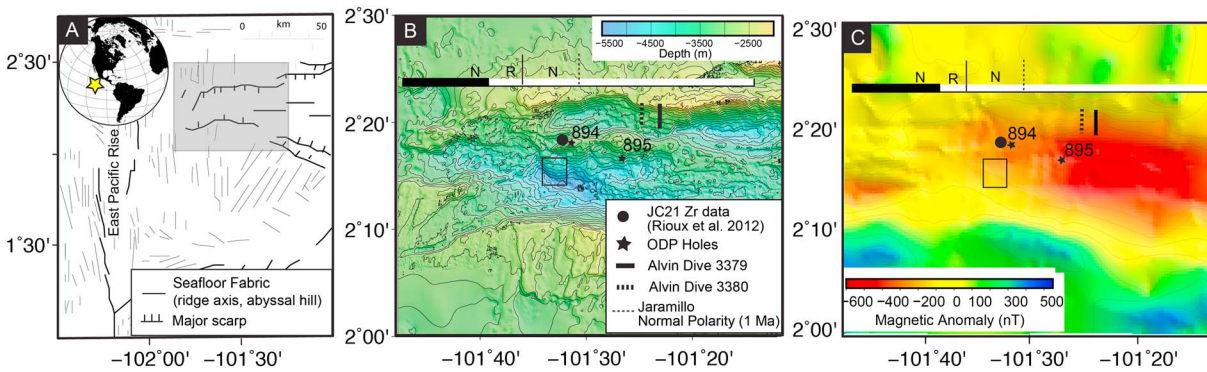 A
0 km 50
2°30'
1°30'
East Pacific Rise
Seafloor Fabric
(ridge axis, abyssal hill)
Major scarp
−102°00'
−101°30'
B
2°30'
2°20'
2°10'
2°00'
−5500 −4500 −3500 −2500
Depth (m)
N R N
894
895
JC21 Zr data
(Rioux et al. 2012)
ODP Holes
Alvin Dive 3379
Alvin Dive 3380
Jaramillo
Normal Polarity (1 Ma)
−101°40' −101°30' −101°20'
C
2°30'
2°20'
2°10'
2°00'
N R N
894
895
−600 −400 −200 0 100 300 500
Magnetic Anomaly (nT)
−101°40' −101°30' −101°20'